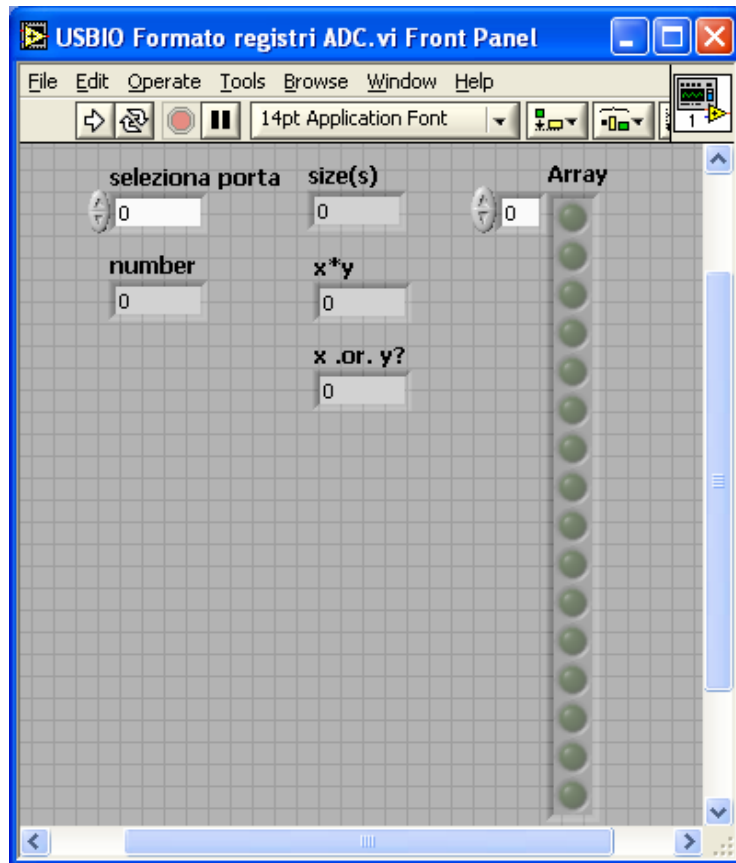 USBIO Formato registri ADC.vi Front Panel
File Edit Operate Tools Browse Window Help
14pt Application Font
1
seleziona porta size(s) Array
0 0 0
number x*y
0 0
x .or. y?
0